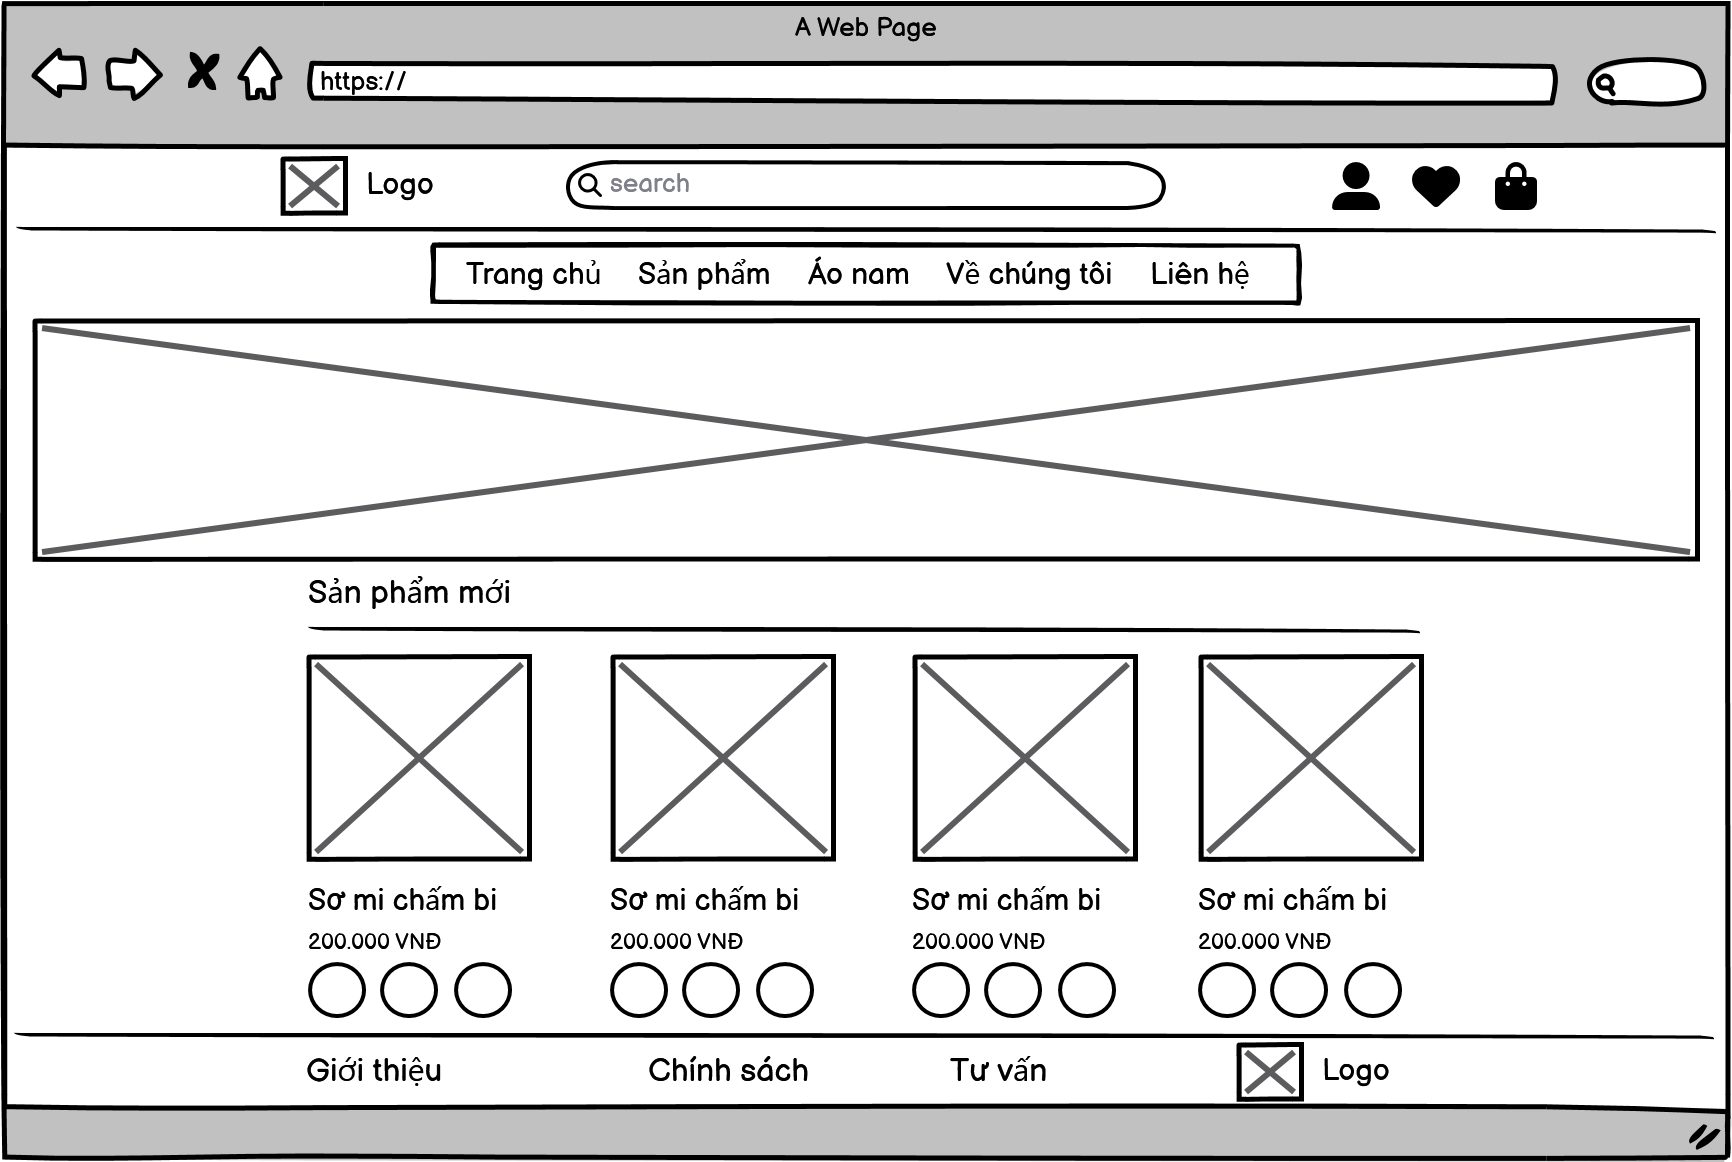 A Web Page
https://
Logo
search
Trang chủ Sản phẩm Áo nam Về chúng tôi Liên hệ
Sản phẩm mới
Sơ mi chấm bi Sơ mi chấm bi Sơ mi chấm bi Sơ mi chấm bi
200.000 VNĐ 200.000 VNĐ 200.000 VNĐ 200.000 VNĐ
Giới thiệu Chính sách Tư vấn Logo